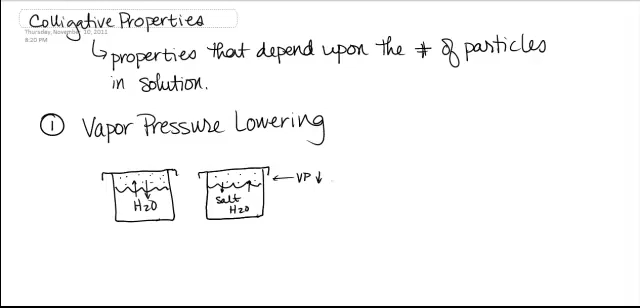 Colligative Properties
Thursday, November 10, 2011
8:20 PM
↳ properties that depend upon the # of particles
in solution.
① Vapor Pressure Lowering
H2O
Salt
H2O
← VP ↓